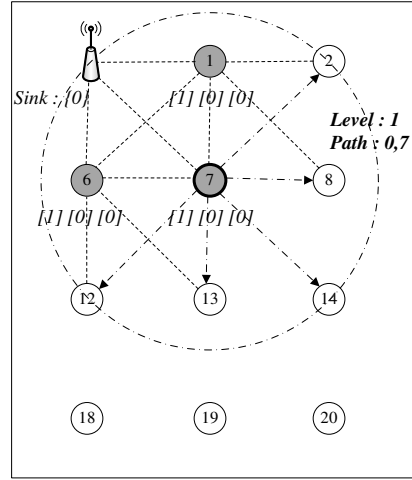 1
2
Sink : {0}
[1] [0] [0]
Level : 1
Path : 0,7
6
7
8
[1] [0] [0]
[1] [0] [0]
12
13
14
18
19
20